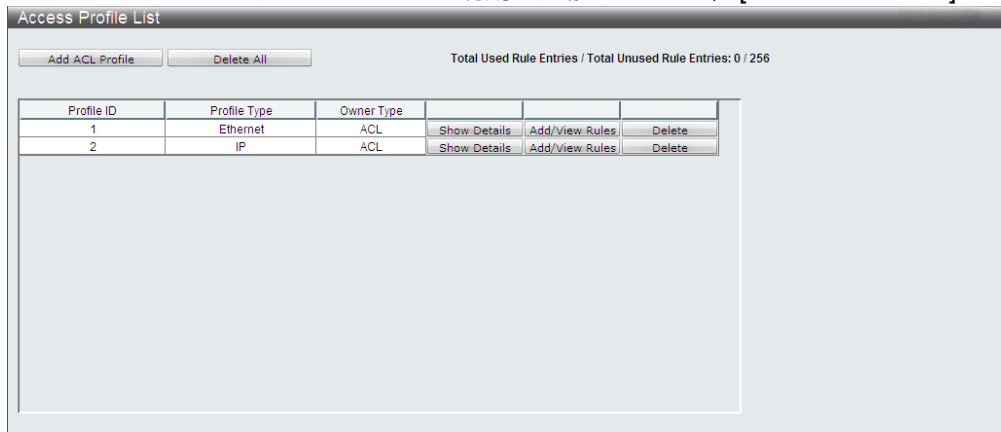 Access Profile List
Add ACL Profile Delete All Total Used Rule Entries / Total Unused Rule Entries: 0 / 256
Profile ID Profile Type Owner Type
1 Ethernet ACL Show Details Add/View Rules Delete
2 IP ACL Show Details Add/View Rules Delete